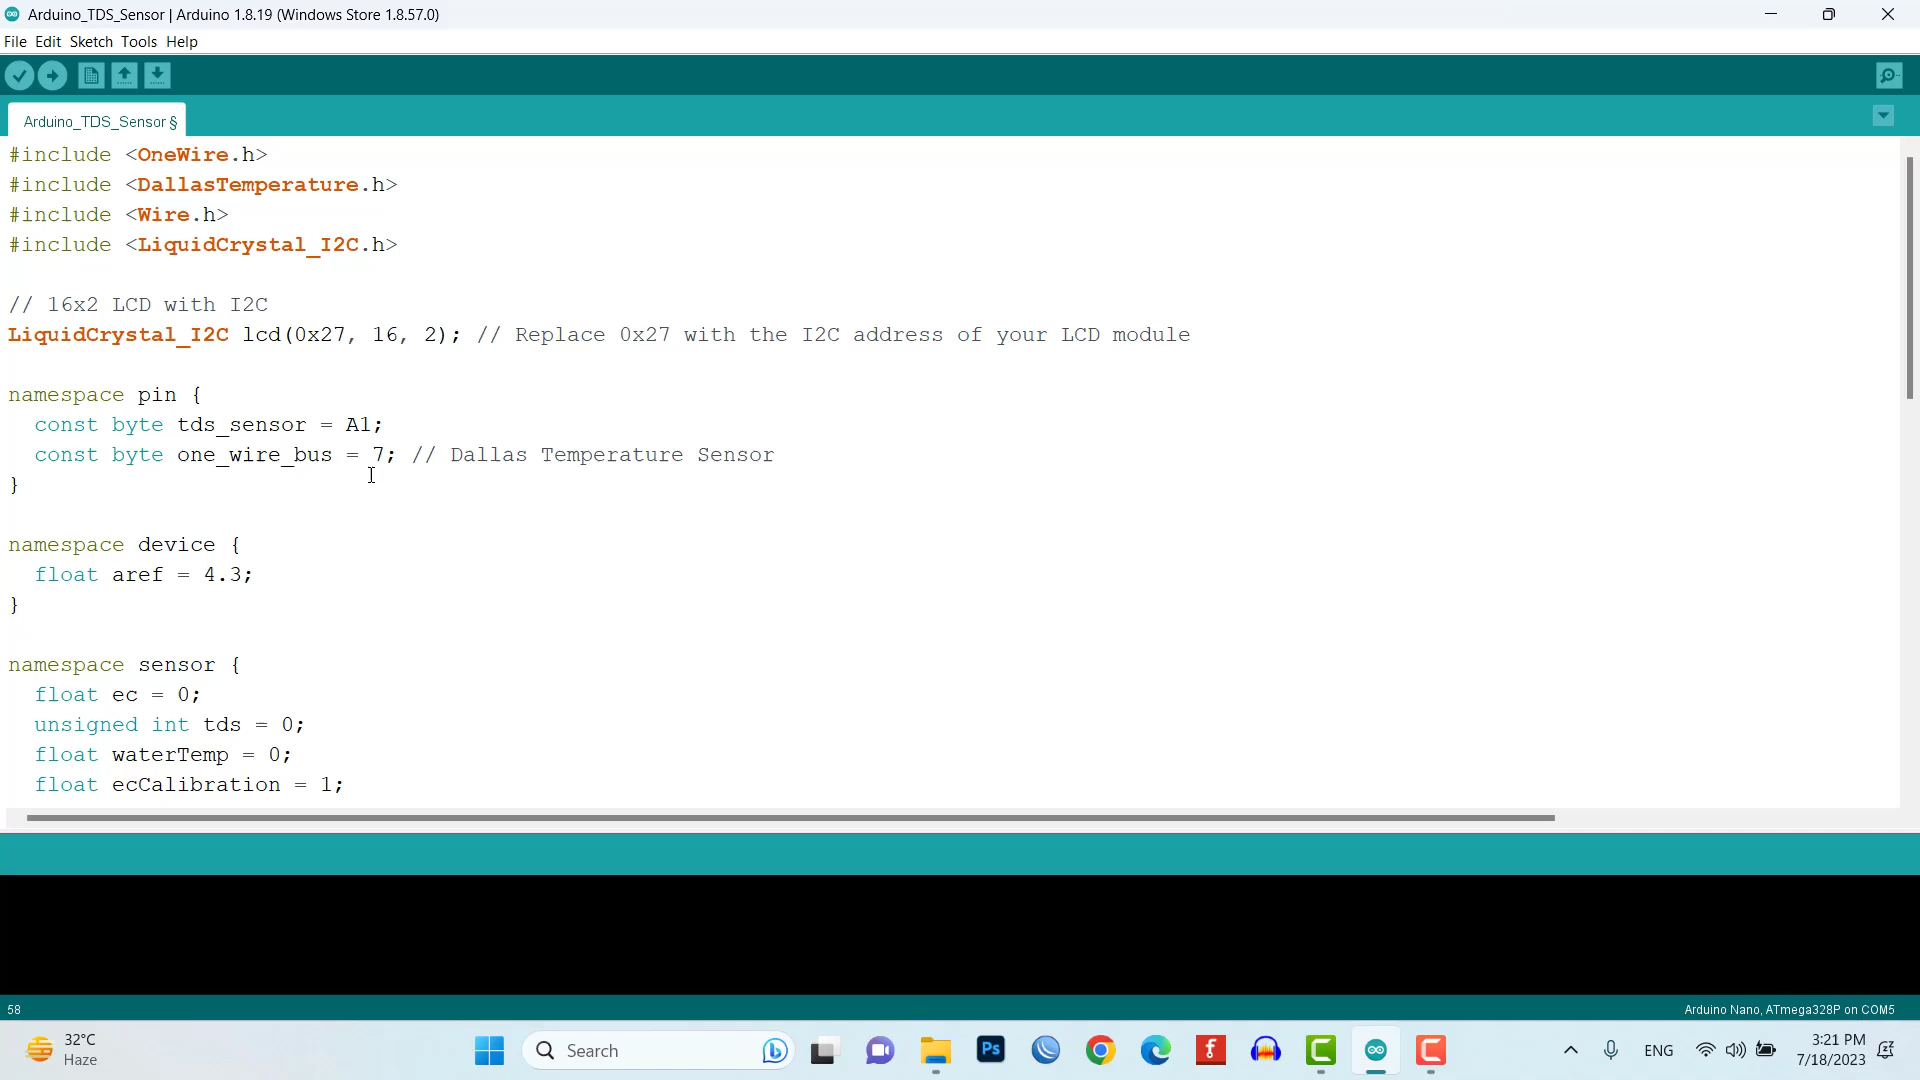 Arduino_TDS_Sensor | Arduino 1.8.19 (Windows Store 1.8.57.0)
File Edit Sketch Tools Help
Arduino_TDS_Sensor §
#include <OneWire.h>
#include <DallasTemperature.h>
#include <Wire.h>
#include <LiquidCrystal_I2C.h>
// 16x2 LCD with I2C
LiquidCrystal_I2C lcd(0x27, 16, 2); // Replace 0x27 with the I2C address of your LCD module
namespace pin {
const byte tds_sensor = A1;
const byte one_wire_bus = 7; // Dallas Temperature Sensor
}
namespace device {
float aref = 4.3;
}
namespace sensor {
float ec = 0;
unsigned int tds = 0;
float waterTemp = 0;
float ecCalibration = 1;
58
Arduino Nano, ATmega328P on COM5
32°C
Haze
Search
Ps
ENG
3:21 PM
7/18/2023